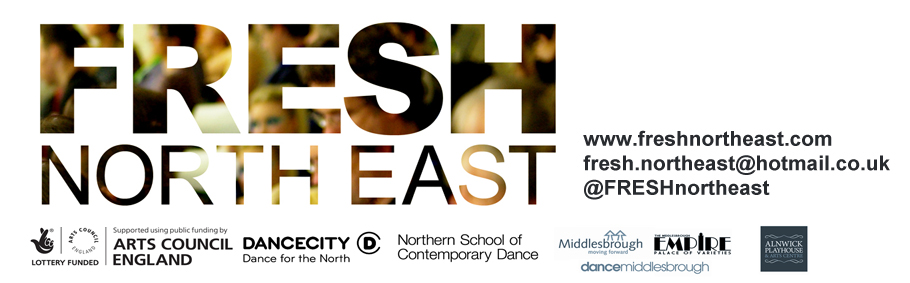 FRESH
NORTH EAST
www.freshnortheast.com
fresh.northeast@hotmail.co.uk
@FRESHnortheast
LOTTERY FUNDED
ARTS COUNCIL
ENGLAND
Supported using public funding by
ARTS COUNCIL
ENGLAND
DANCECITY D
Dance for the North
Northern School of
Contemporary Dance
Middlesbrough
moving forward
THE MIDDLESBROUGH
EMPIRE
PALACE OF VARIETIES
dancemiddlesbrough
ALNWICK
PLAYHOUSE
& ARTS CENTRE